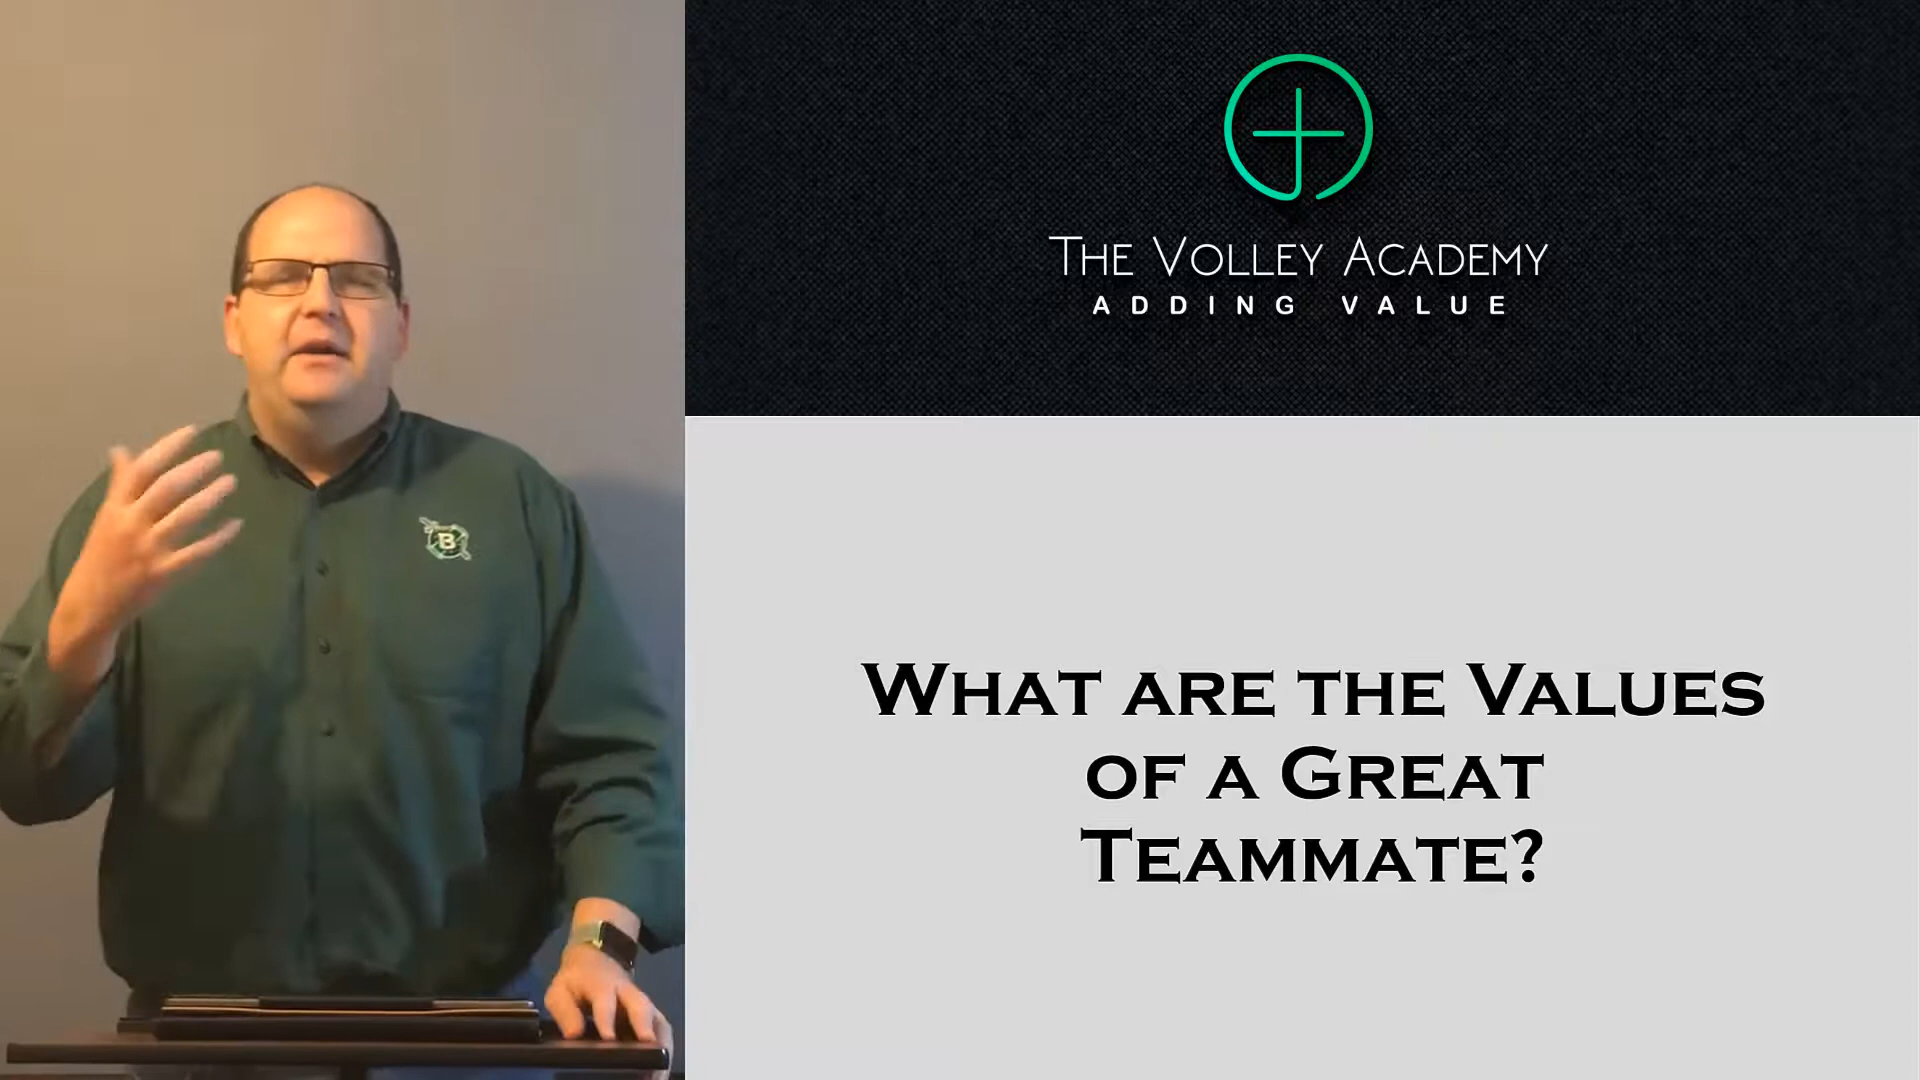 The Volley Academy
ADDING VALUE
B
What are the Values
of a Great
Teammate?